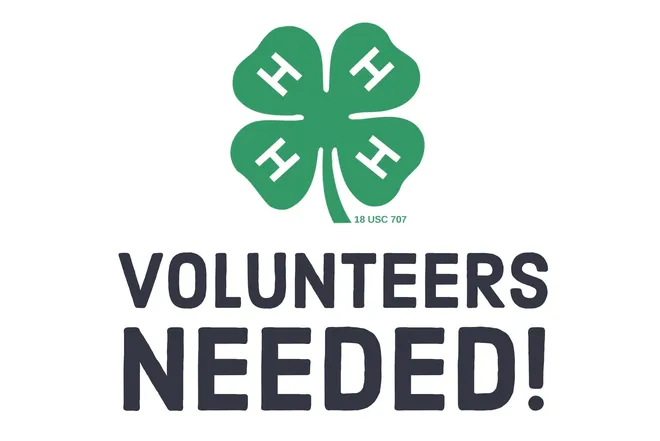 H H
H H
18 USC 707
VOLUNTEERS
NEEDED!